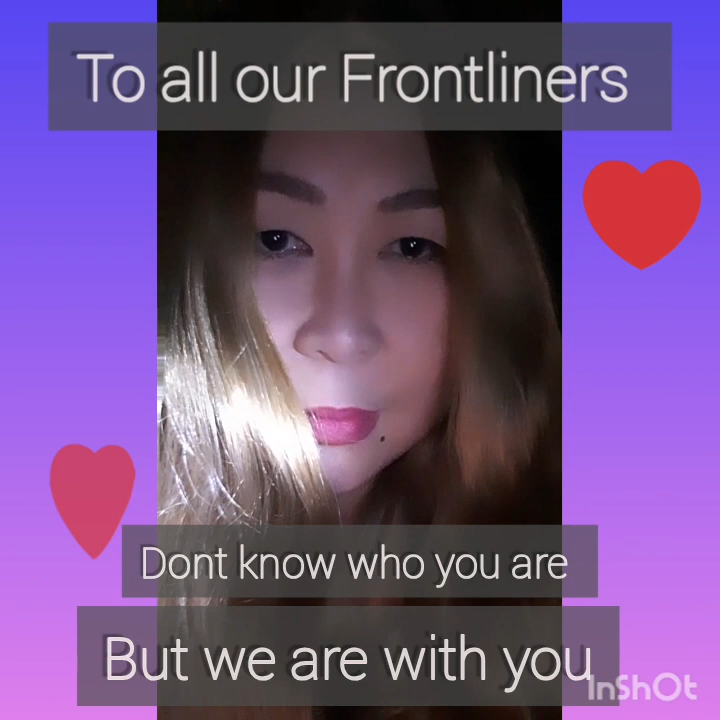 To all our Frontliners
Dont know who you are
But we are with you
InShOt